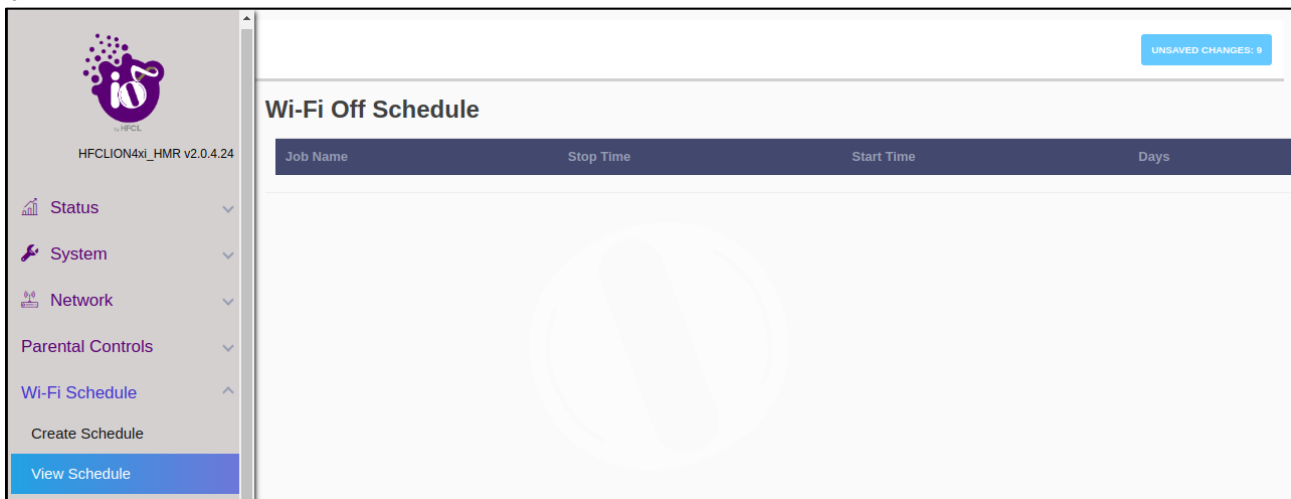 UNSAVED CHANGES: 9
io
by HFCL
HFCLION4xi_HMR v2.0.4.24
Wi-Fi Off Schedule
Job Name Stop Time Start Time Days
Status
System
Network
Parental Controls
Wi-Fi Schedule
Create Schedule
View Schedule